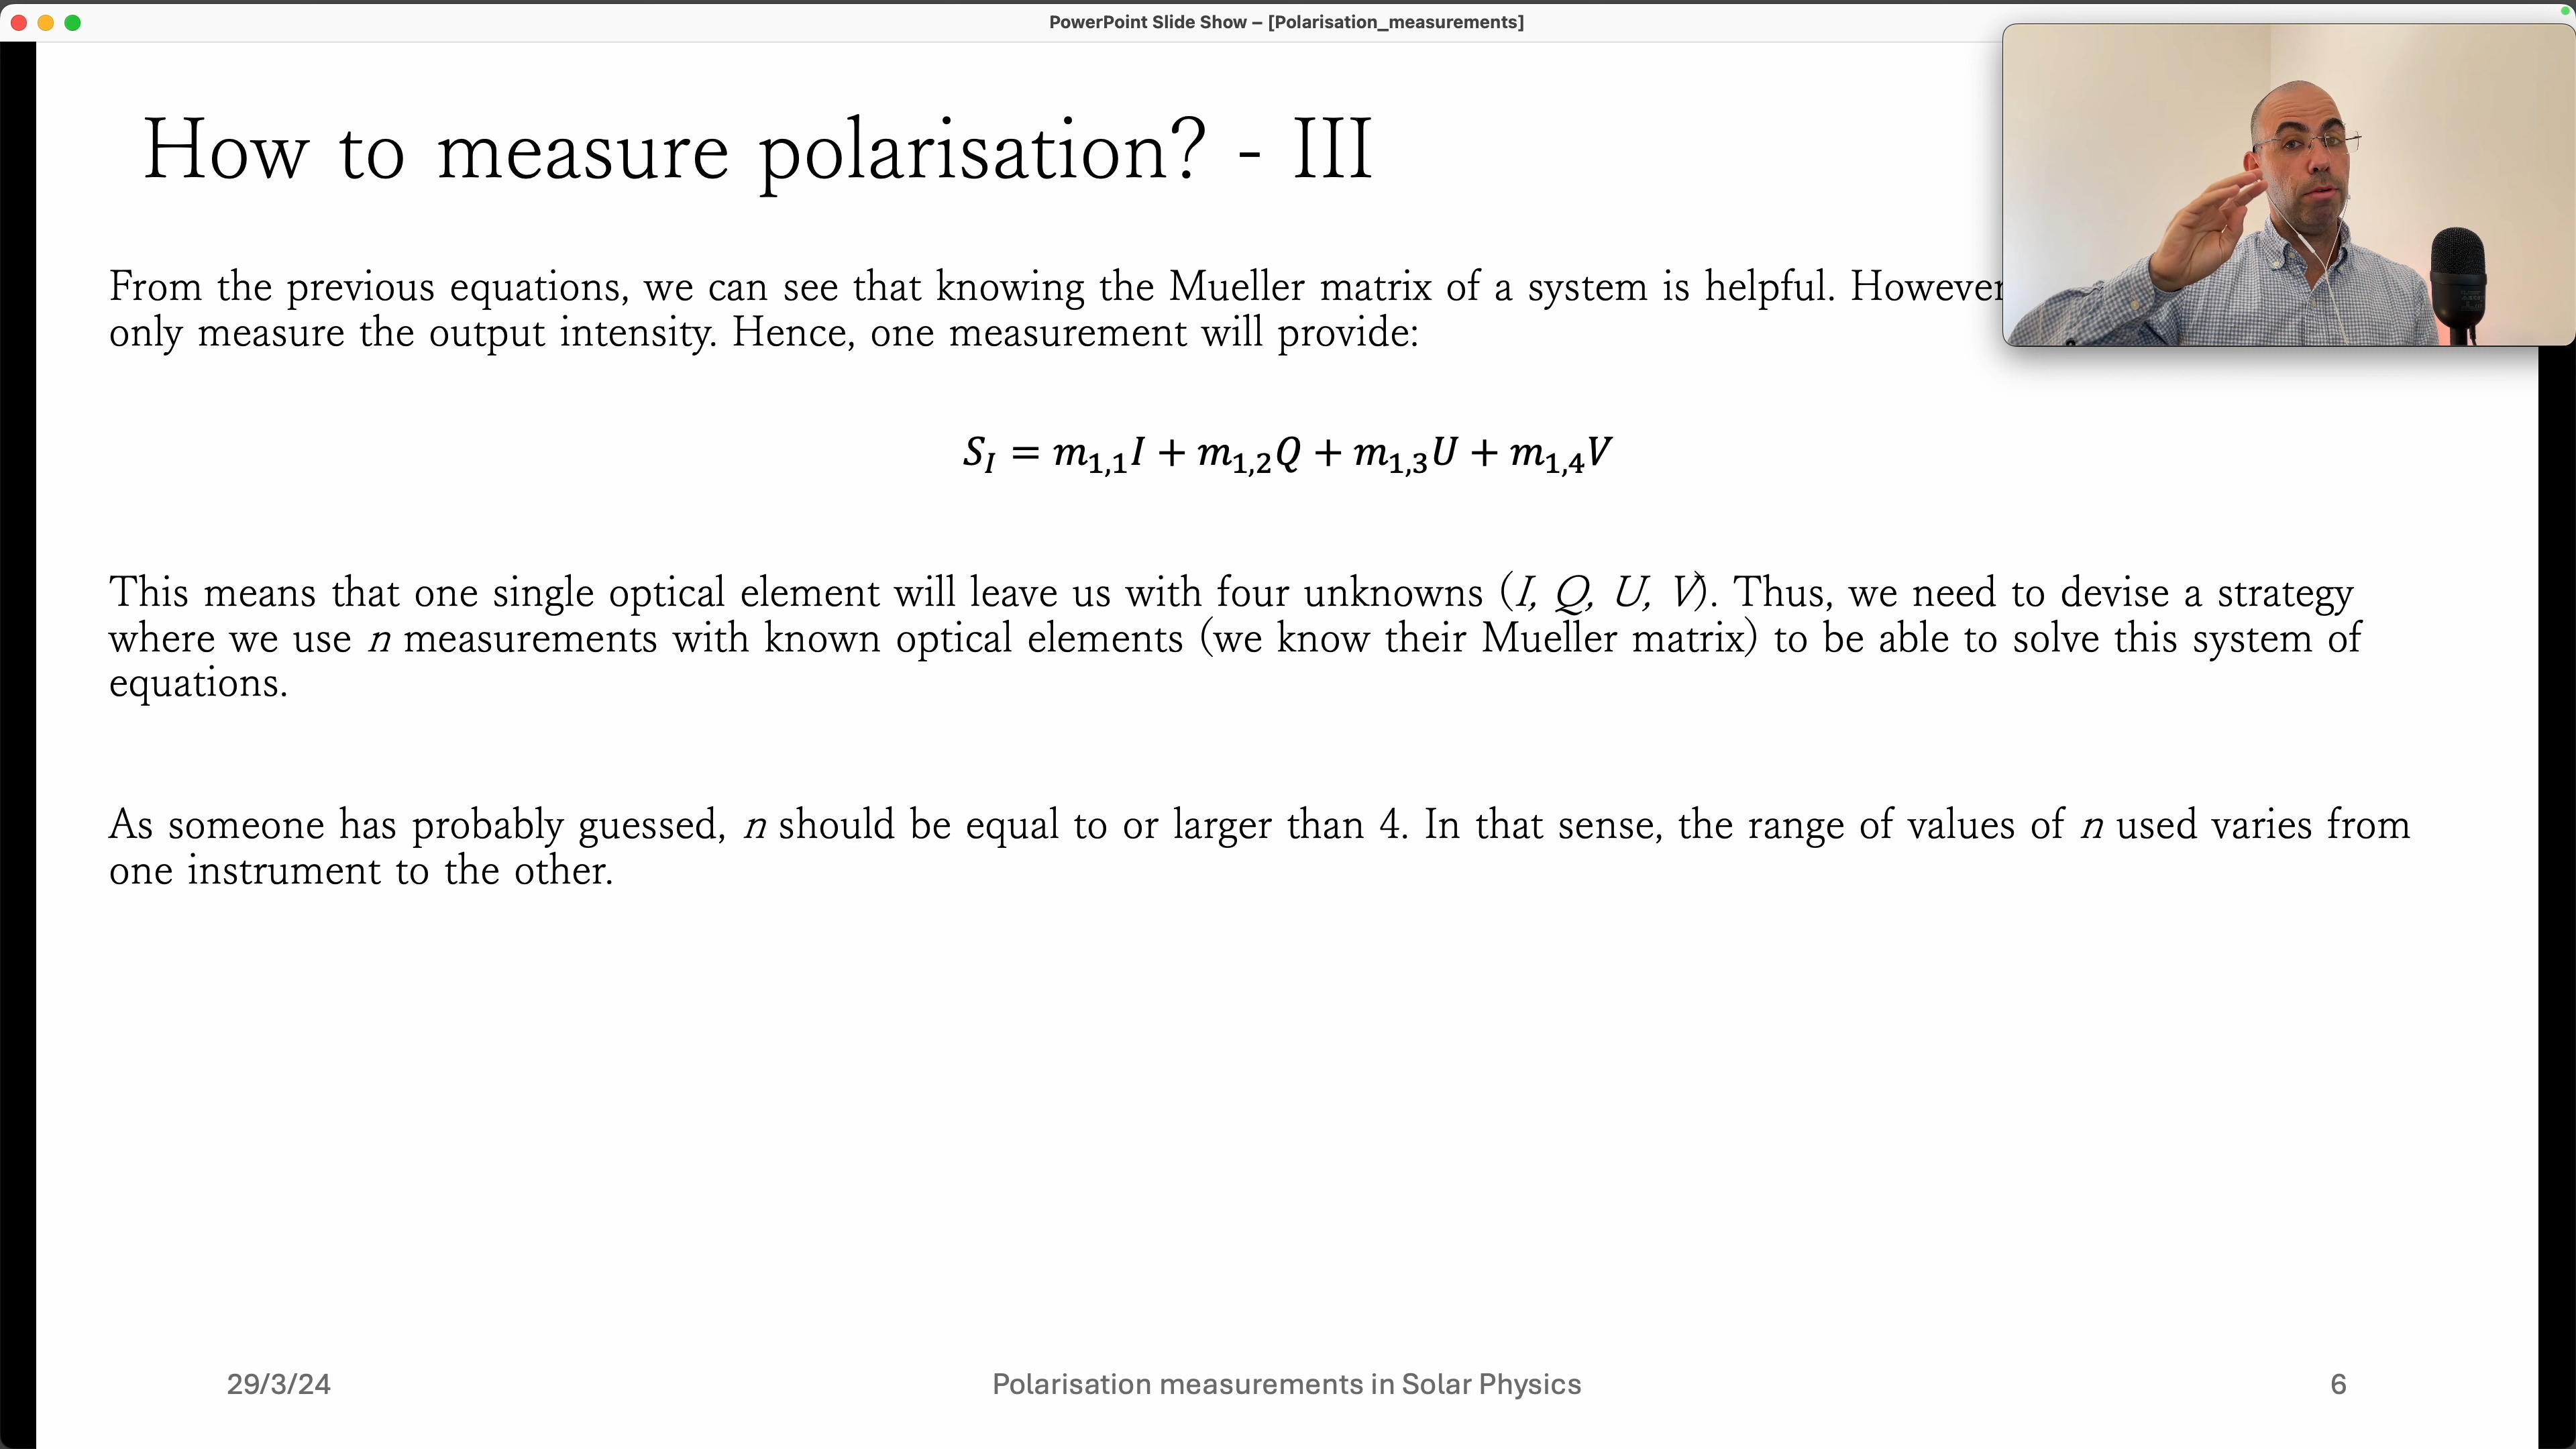 PowerPoint Slide Show – [Polarisation_measurements]
How to measure polarisation? - III
From the previous equations, we can see that knowing the Mueller matrix of a system is helpful. However
only measure the output intensity. Hence, one measurement will provide:
S_I = m_{1,1}I + m_{1,2}Q + m_{1,3}U + m_{1,4}V
This means that one single optical element will leave us with four unknowns (I, Q, U, V). Thus, we need to devise a strategy
where we use n measurements with known optical elements (we know their Mueller matrix) to be able to solve this system of
equations.
As someone has probably guessed, n should be equal to or larger than 4. In that sense, the range of values of n used varies from
one instrument to the other.
29/3/24
Polarisation measurements in Solar Physics
6